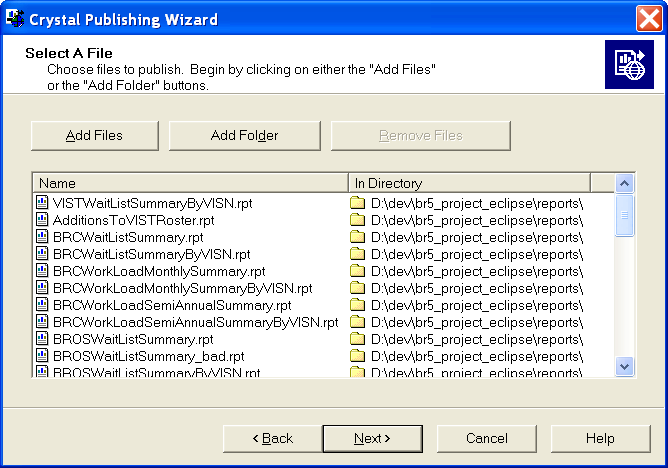 Crystal Publishing Wizard
Select A File
Choose files to publish. Begin by clicking on either the "Add Files"
or the "Add Folder" buttons.
Add Files Add Folder Remove Files
Name In Directory
VISTWaitListSummaryByVISN.rpt D:\dev\br5_project_eclipse\reports\
AdditionsToVISTRoster.rpt D:\dev\br5_project_eclipse\reports\
BRCWaitListSummary.rpt D:\dev\br5_project_eclipse\reports\
BRCWaitListSummaryByVISN.rpt D:\dev\br5_project_eclipse\reports\
BRCWorkLoadMonthlySummary.rpt D:\dev\br5_project_eclipse\reports\
BRCWorkLoadMonthlySummaryByVISN.rpt D:\dev\br5_project_eclipse\reports\
BRCWorkLoadSemiAnnualSummary.rpt D:\dev\br5_project_eclipse\reports\
BRCWorkLoadSemiAnnualSummaryByVISN.rpt D:\dev\br5_project_eclipse\reports\
BROSWaitListSummary.rpt D:\dev\br5_project_eclipse\reports\
BROSWaitListSummary_bad.rpt D:\dev\br5_project_eclipse\reports\
BROSWaitListSummaryByVISN.rpt D:\dev\br5_project_eclipse\reports\
< Back Next > Cancel Help